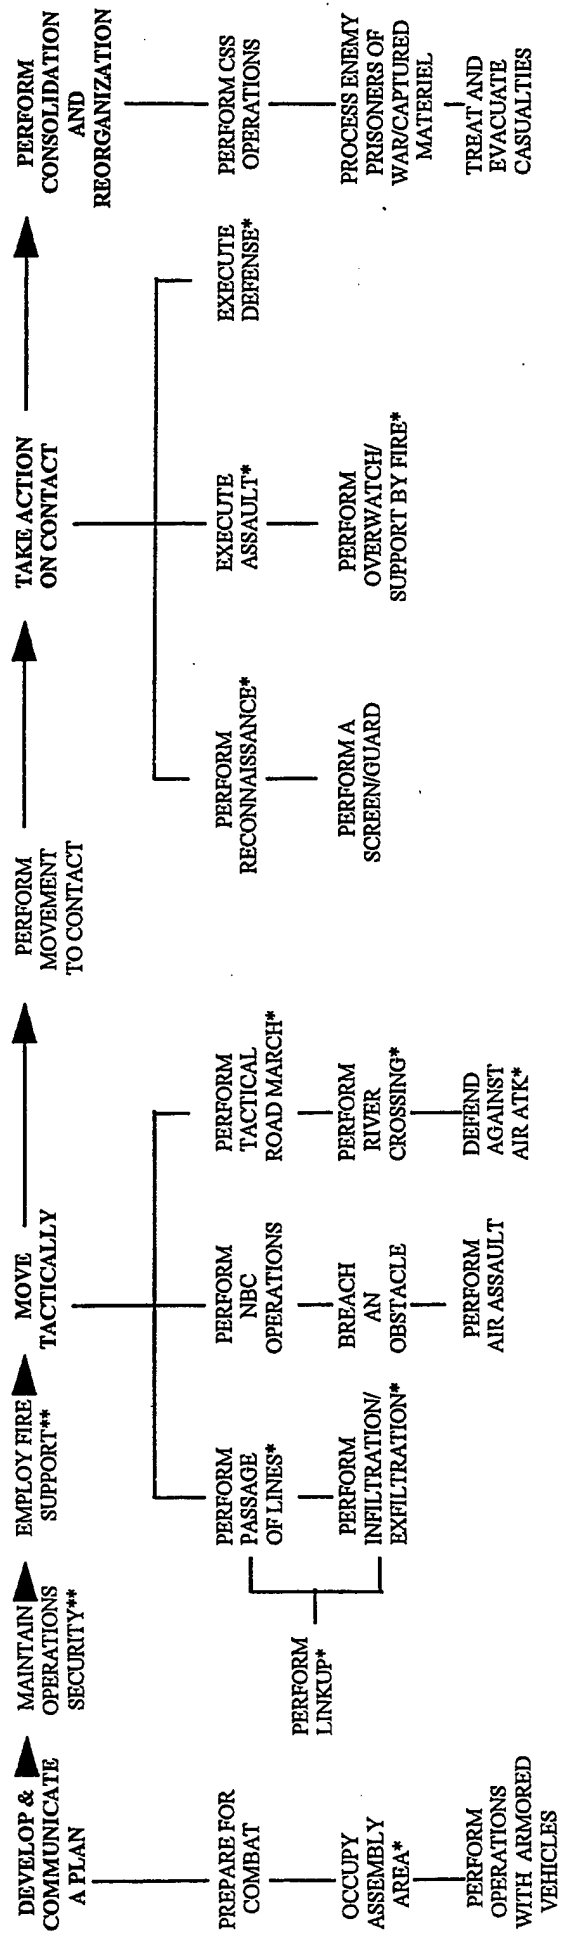 DEVELOP &
COMMUNICATE
A PLAN
PREPARE FOR
COMBAT
OCCUPY
ASSEMBLY
AREA*
PERFORM
OPERATIONS
WITH ARMORED
VEHICLES
MAINTAIN
OPERATIONS
SECURITY**
EMPLOY FIRE
SUPPORT**
MOVE
TACTICALLY
PERFORM
PASSAGE
OF LINES*
PERFORM
INFILTRATION/
EXFILTRATION*
PERFORM
LINKUP*
PERFORM
NBC
OPERATIONS
BREACH
AN
OBSTACLE
PERFORM
AIR ASSAULT
PERFORM
TACTICAL
ROAD MARCH*
PERFORM
RIVER
CROSSING*
DEFEND
AGAINST
AIR ATK*
PERFORM
MOVEMENT
TO CONTACT
TAKE ACTION
ON CONTACT
PERFORM
RECONNAISSANCE*
PERFORM A
SCREEN/GUARD
EXECUTE
ASSAULT*
PERFORM
OVERWATCH/
SUPPORT BY FIRE*
EXECUTE
DEFENSE*
PERFORM
CONSOLIDATION
AND
REORGANIZATION
PERFORM CSS
OPERATIONS
PROCESS ENEMY
PRISONERS OF
WAR/CAPTURED
MATERIEL
TREAT AND
EVACUATE
CASUALTIES